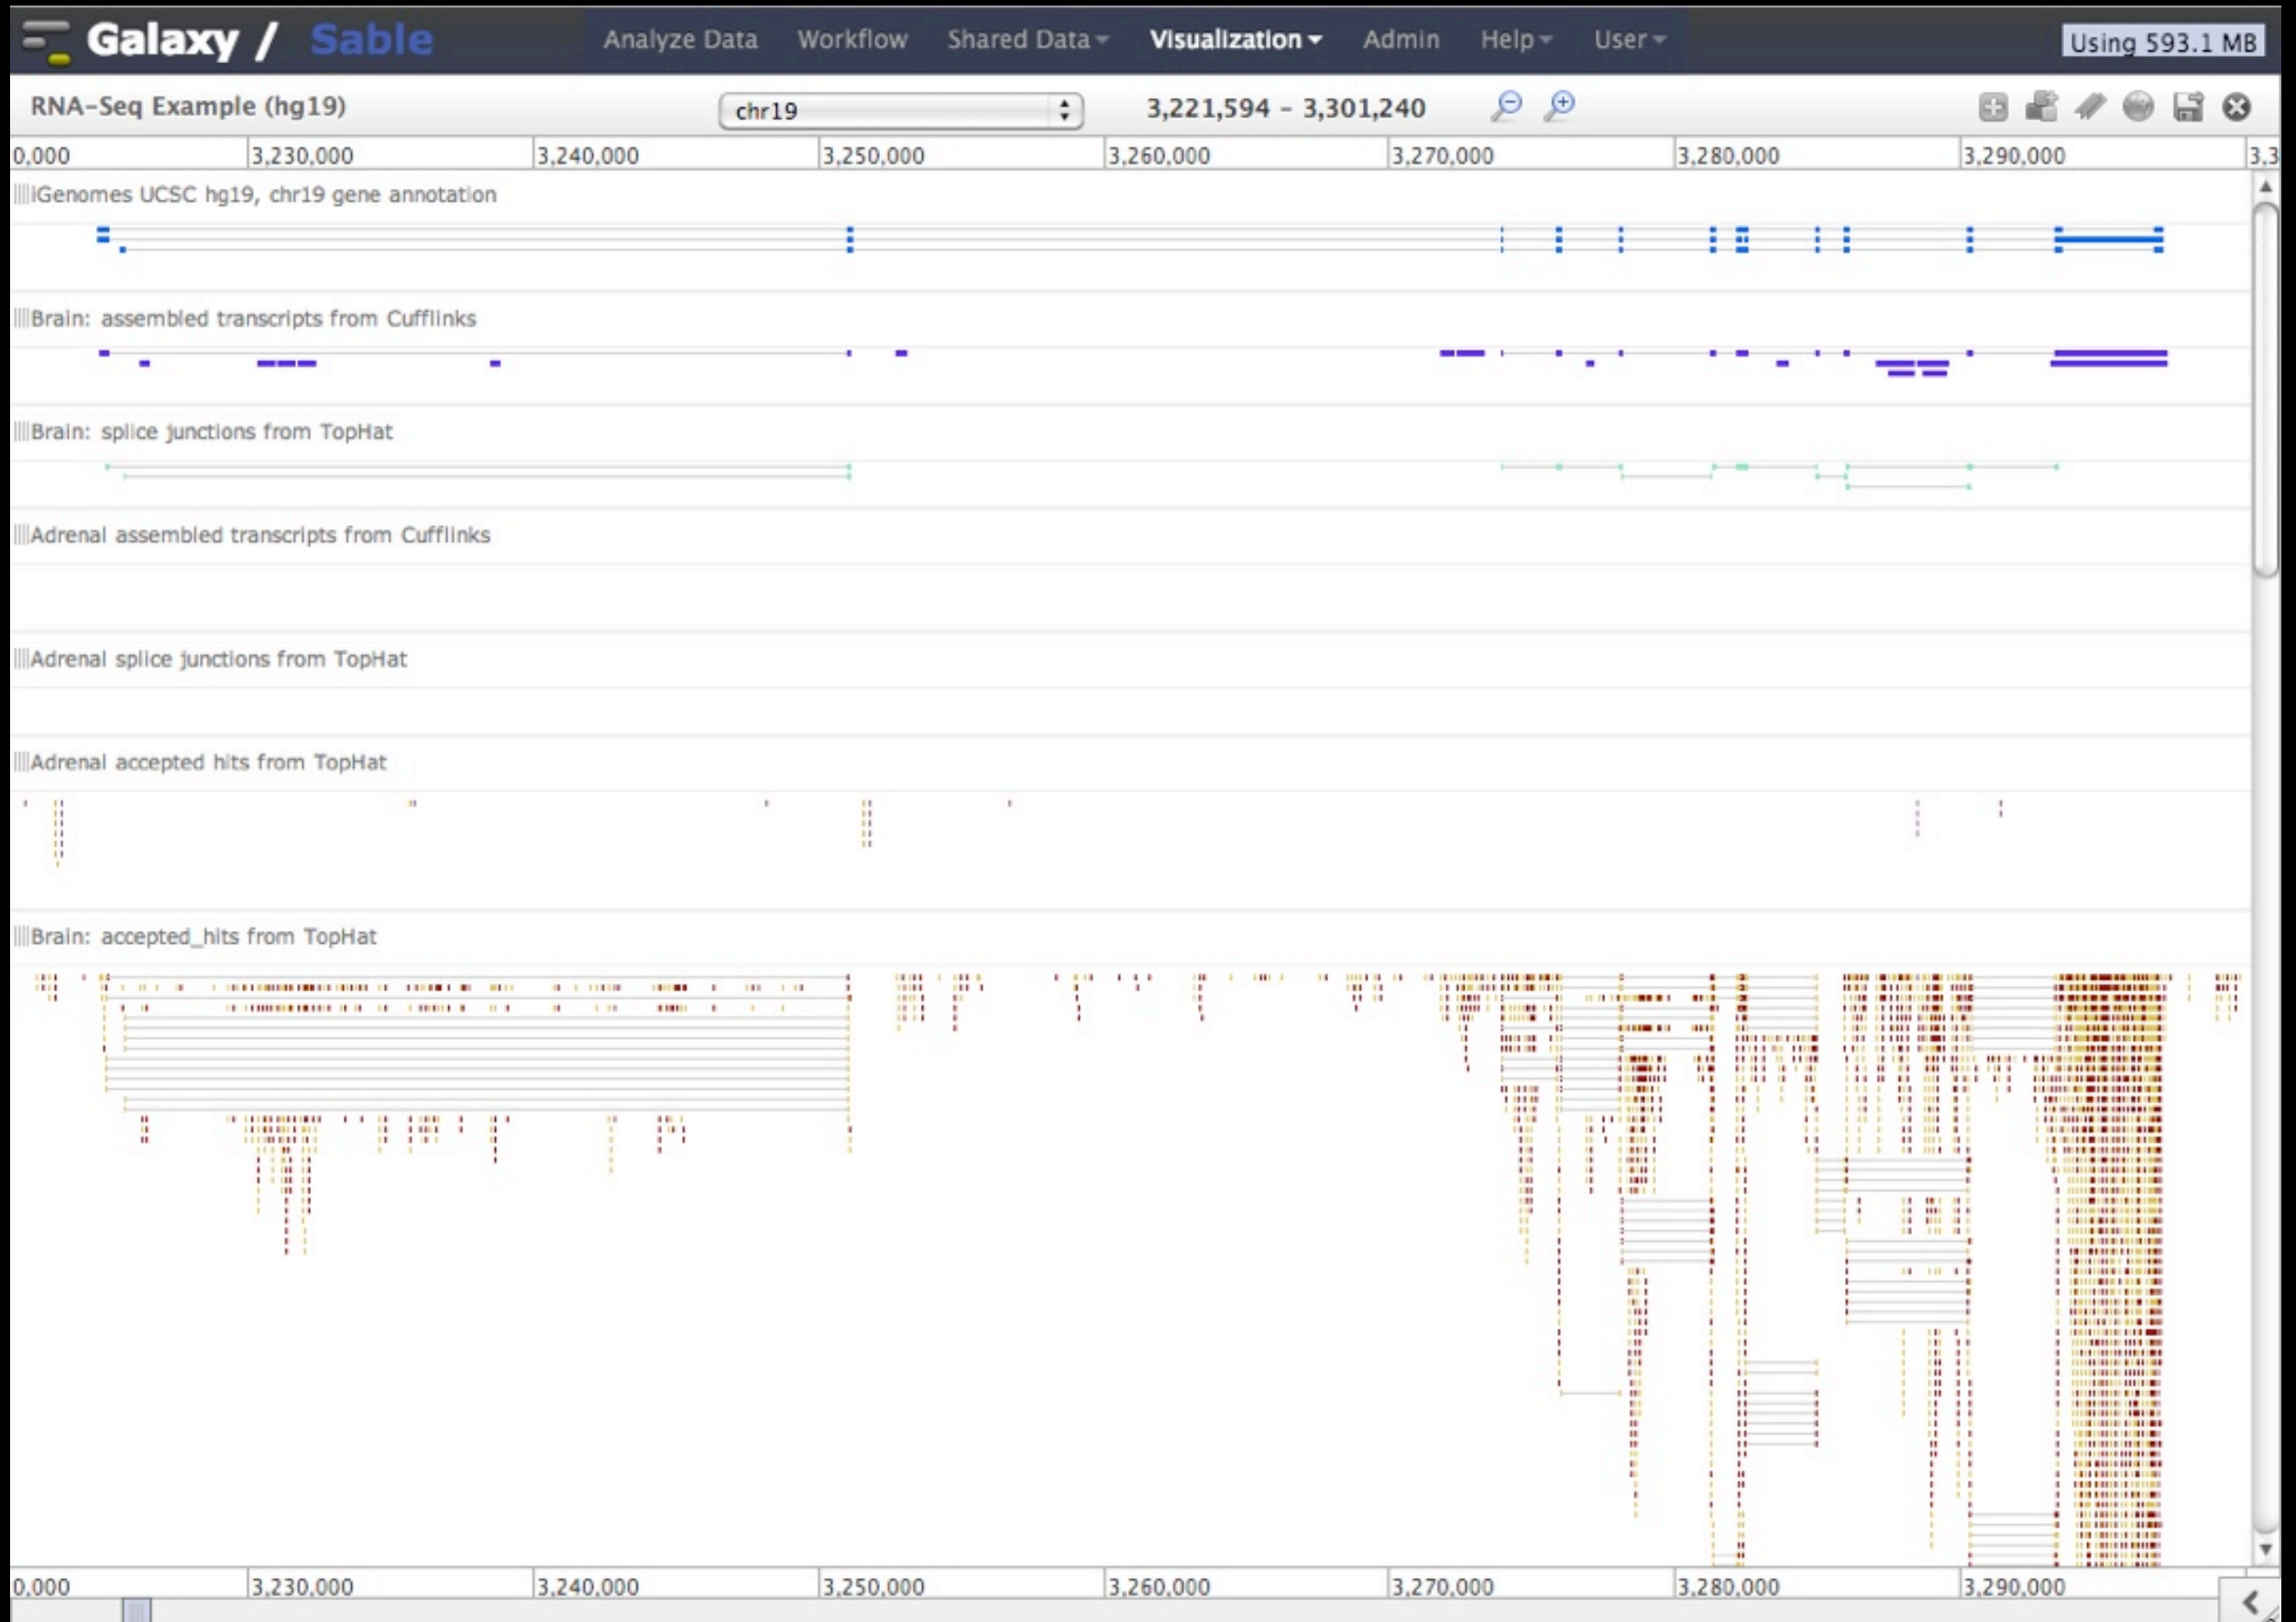 Galaxy / Sable
Analyze Data Workflow Shared Data Visualization Admin Help User
Using 593.1 MB
RNA-Seq Example (hg19)
chr19
3,221,594 - 3,301,240
0,000 3,230,000 3,240,000 3,250,000 3,260,000 3,270,000 3,280,000 3,290,000 3,3
iGenomes UCSC hg19, chr19 gene annotation
Brain: assembled transcripts from Cufflinks
Brain: splice junctions from TopHat
Adrenal assembled transcripts from Cufflinks
Adrenal splice junctions from TopHat
Adrenal accepted hits from TopHat
Brain: accepted_hits from TopHat
0,000 3,230,000 3,240,000 3,250,000 3,260,000 3,270,000 3,280,000 3,290,000